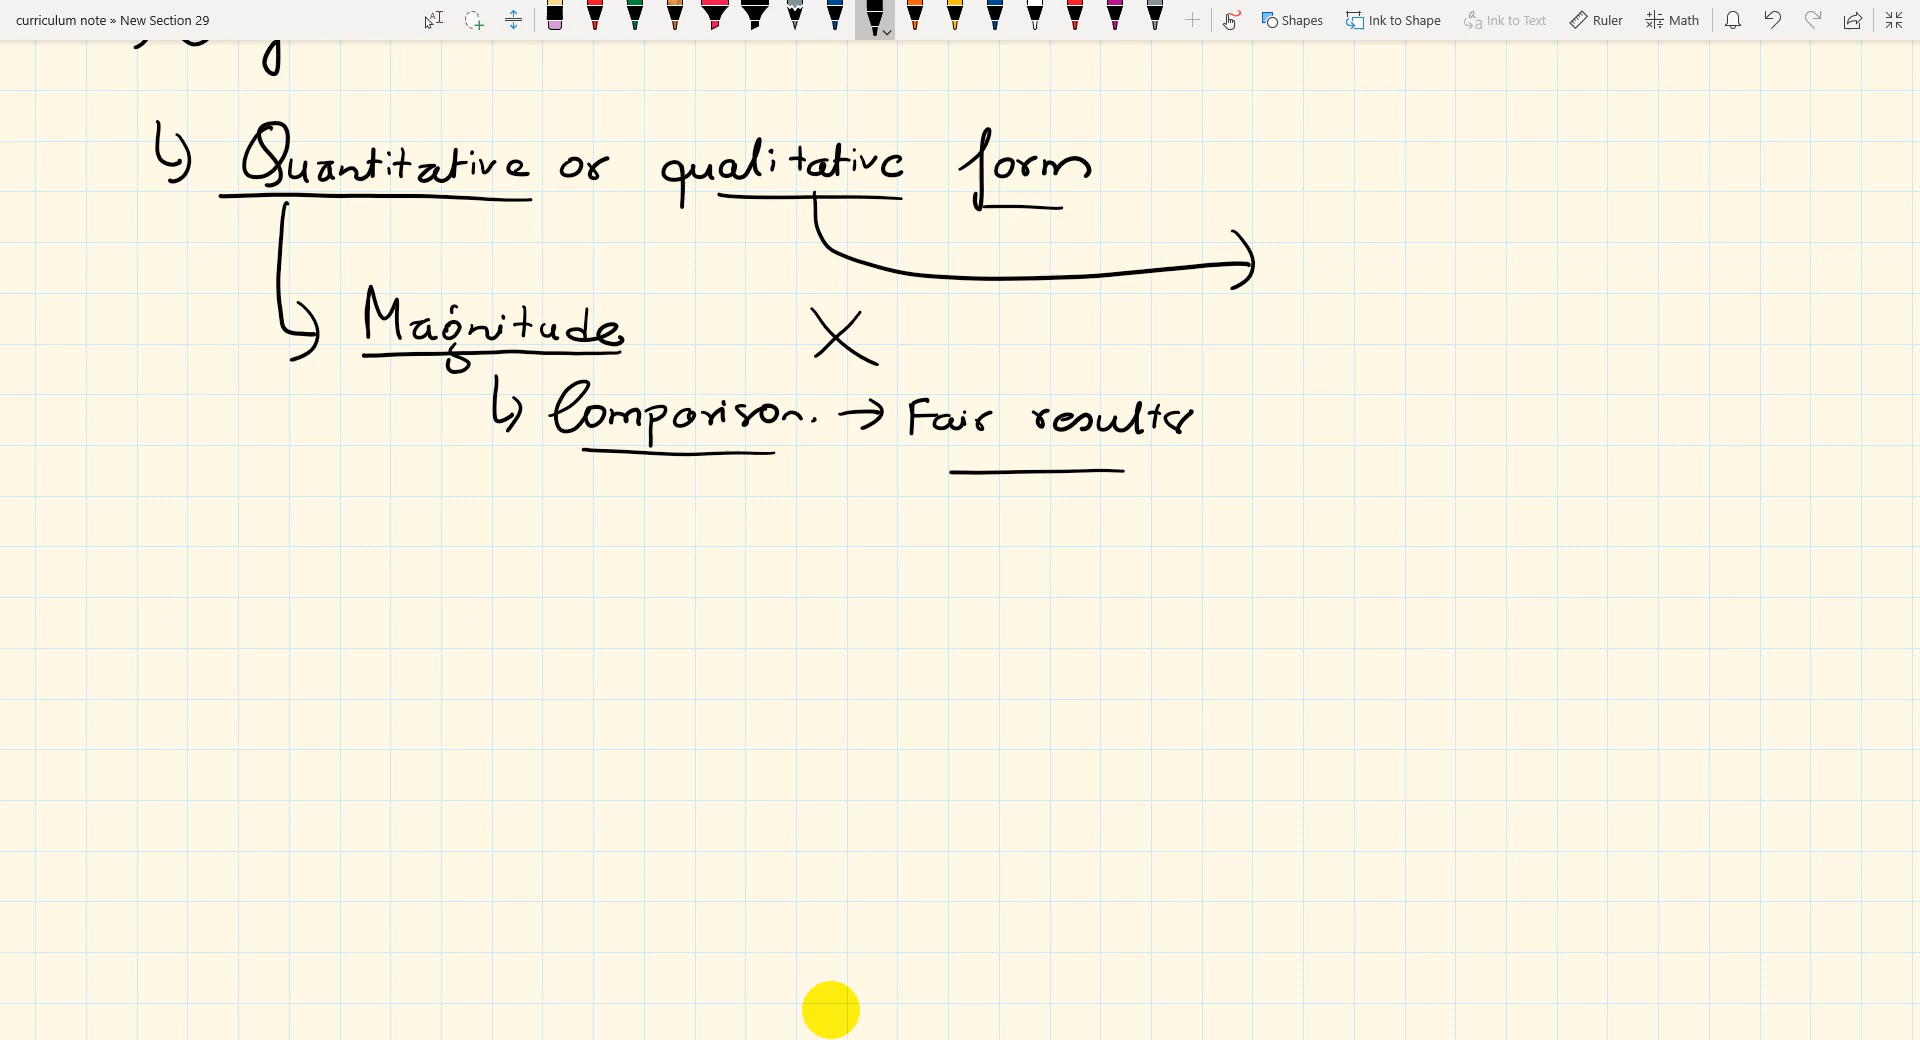 curriculum note » New Section 29
Shapes Ink to Shape Ink to Text Ruler Math
Quantitative or qualitative form
Magnitude X
Comparison. → Fair results